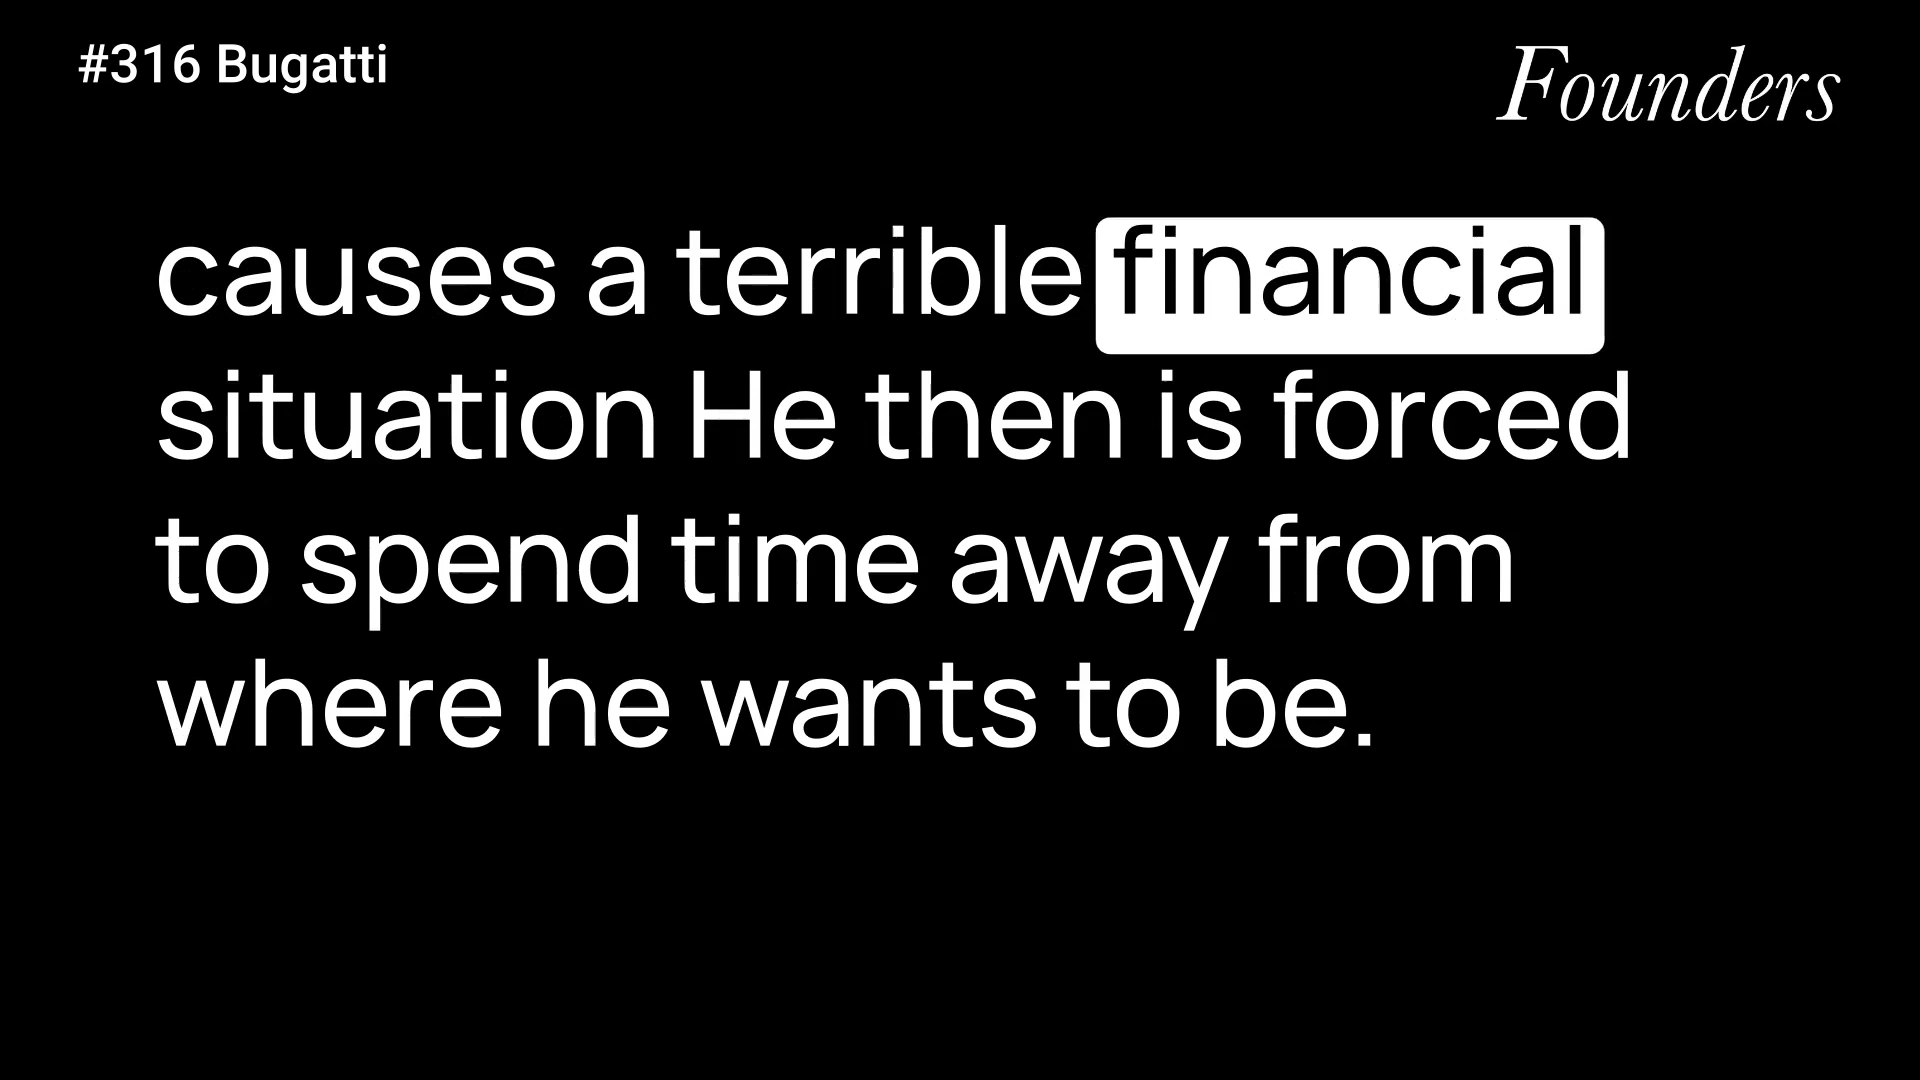 #316 Bugatti
Founders
causes a terrible financial
situation He then is forced
to spend time away from
where he wants to be.